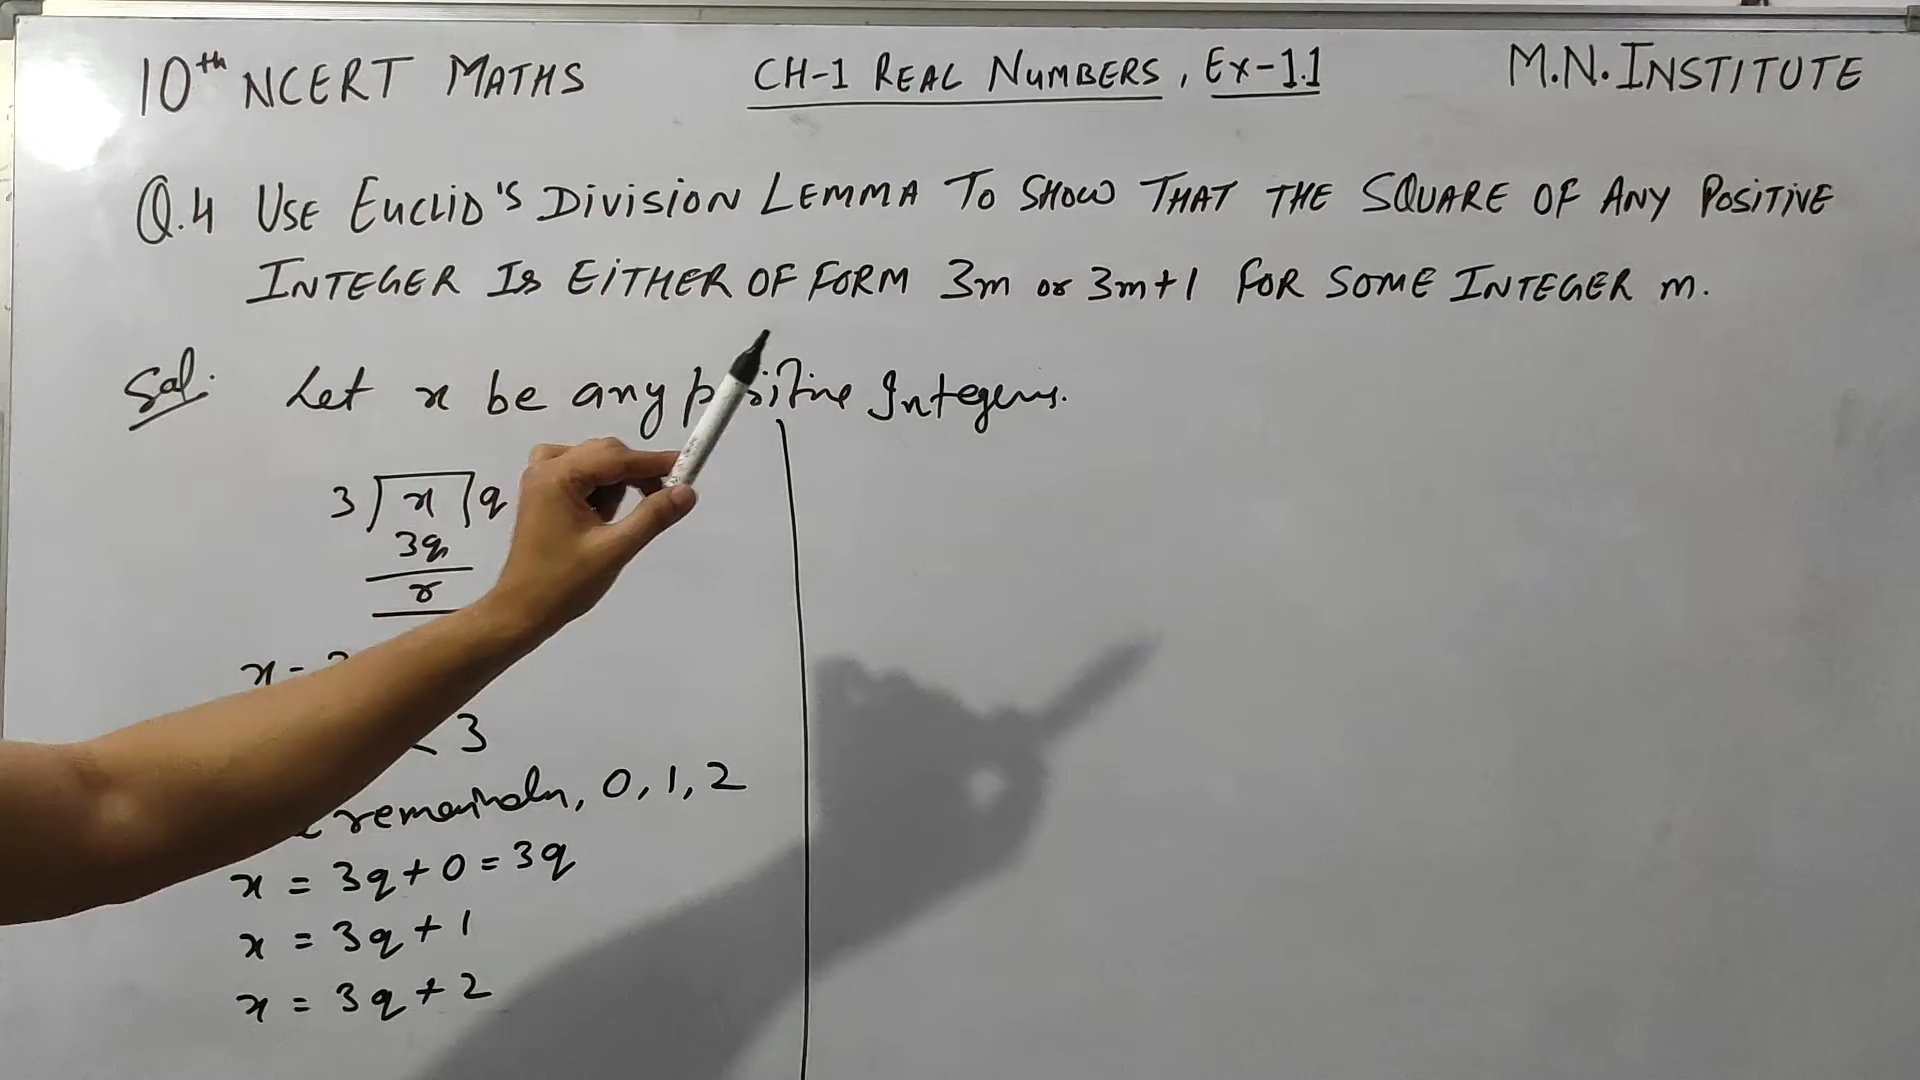 10th NCERT MATHS CH-1 REAL NUMBERS, Ex-1.1 M.N. INSTITUTE
Q.4 USE EUCLID'S DIVISION LEMMA TO SHOW THAT THE SQUARE OF ANY POSITIVE
INTEGER IS EITHER OF FORM 3m or 3m+1 FOR SOME INTEGER m.
Sol. Let x be any Integers.
3 ) x ( q
3q
r
x =
< 3
0, 1, 2
x = 3q + 0 = 3q
x = 3q + 1
x = 3q + 2